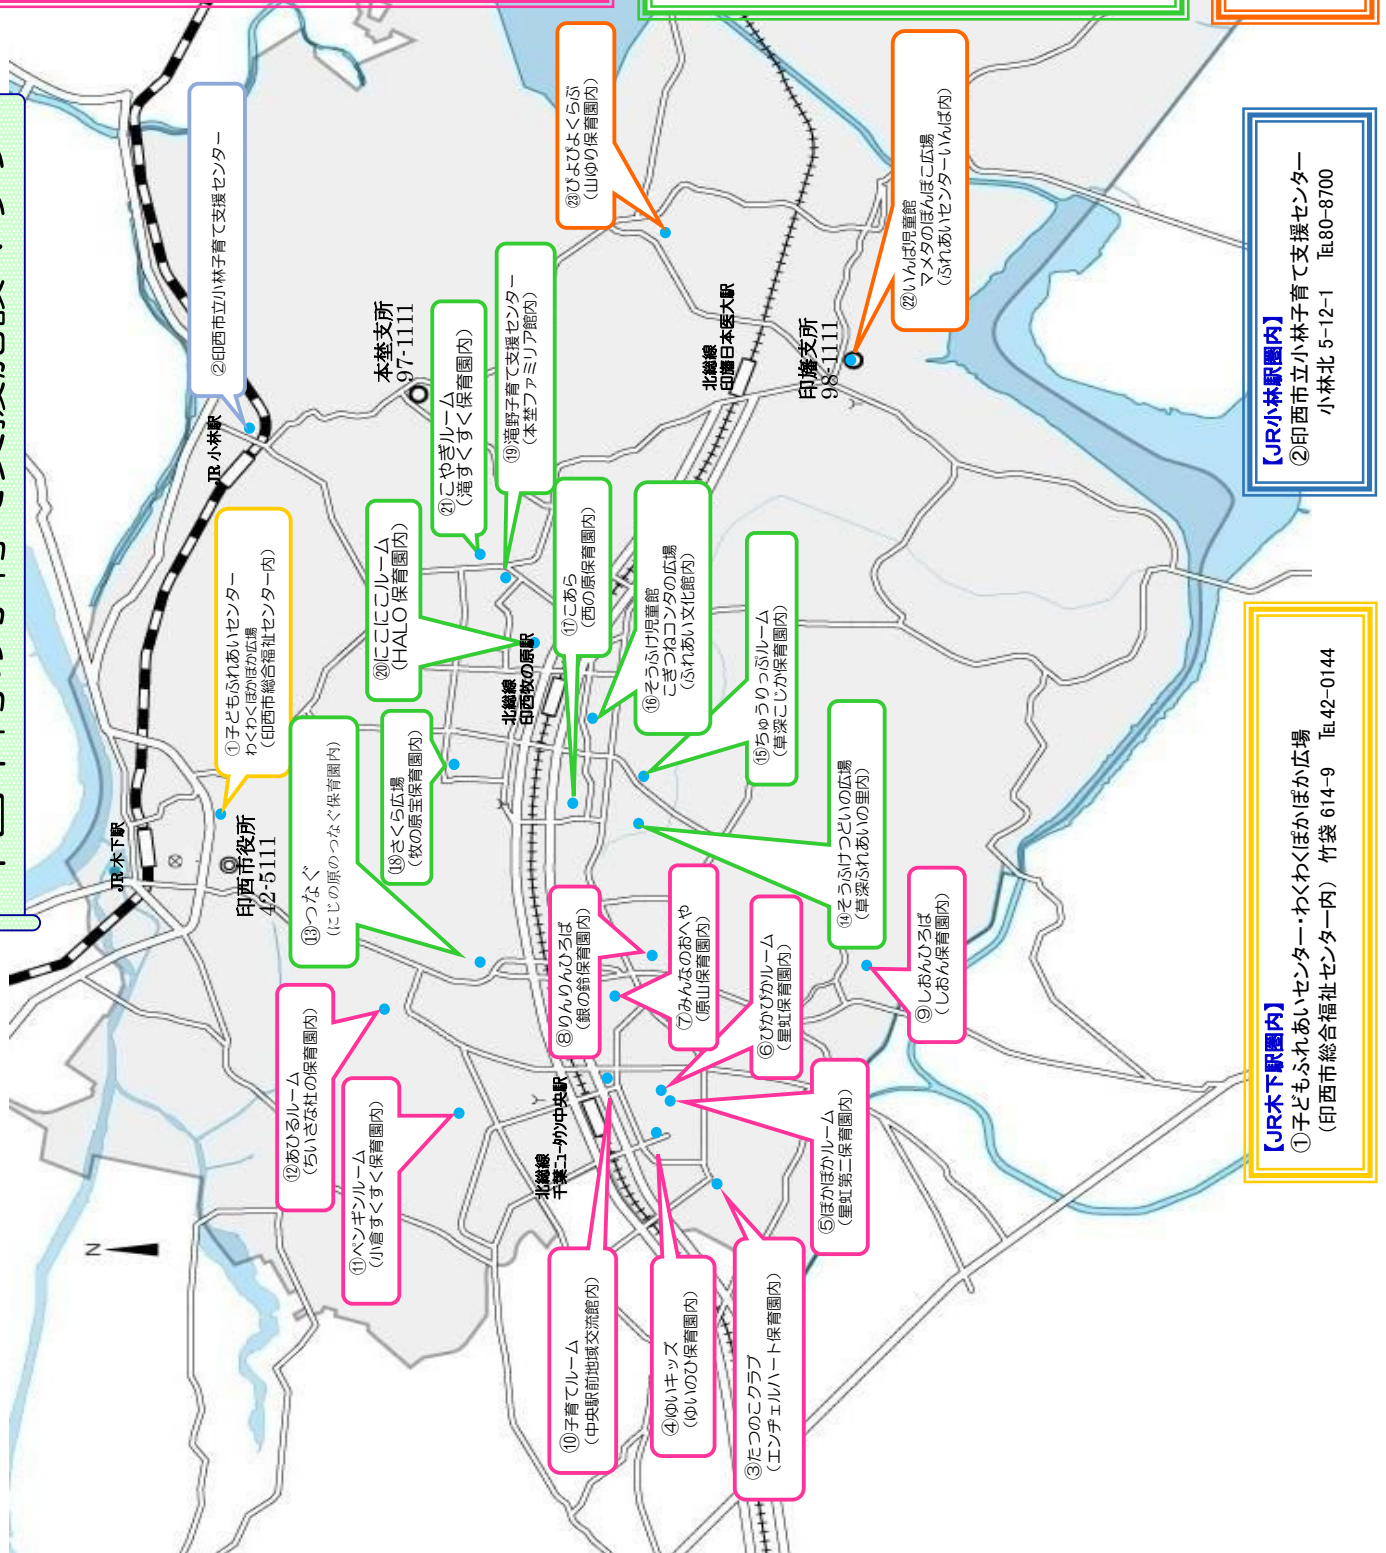 ②印西市立小林子育て支援センター
JR 小林駅
①子どもふれあいセンター
わくわくぽかぽか広場
(印西市総合福祉センター内)
JR 木下駅
印西市役所
42-5111
本埜支所
97-1111
㉑こやぎルーム
(滝すくすく保育園内)
⑲滝野子育て支援センター
(本埜ファミリア館内)
⑳にこにこルーム
(HALO 保育園内)
北総線
印西牧の原駅
⑰こあら
(西の原保育園内)
⑯そうふけ児童館
こぎつねコンタの広場
(ふれあい文化館内)
⑮ちゅうりっぷルーム
(草深こじか保育園内)
⑭そうふけつどいの広場
(草深ふれあいの里内)
⑬つなぐ
(にじの原のつなぐ保育園内)
⑱さくら広場
(牧の原宝保育園内)
㉓ぴよぴよくらぶ
(山ゆり保育園内)
北総線
印旛日本医大駅
印旛支所
98-1111
㉒いんば児童館
マメタのぽんぽこ広場
(ふれあいセンターいんば内)
⑫あひるルーム
(ちいさな杜の保育園内)
⑪ペンギンルーム
(小倉すくすく保育園内)
⑧りんりんひろば
(銀の鈴保育園内)
⑦みんなのおへや
(原山保育園内)
⑥ぴかぴかルーム
(星虹保育園内)
⑤ぽかぽかルーム
(星虹第二保育園内)
⑨しおんひろば
(しおん保育園内)
北総線
千葉ニュータウン中央駅
⑩子育てルーム
(中央駅前地域交流館内)
④ゆいキッズ
(ゆいのひ保育園内)
③たつのこクラブ
(エンチェルハート保育園内)
N
【JR木下駅圏内】
①子どもふれあいセンター・わくわくぽかぽか広場
(印西市総合福祉センター内) 竹袋 614-9 ℡42-0144
【JR小林駅圏内】
②印西市立小林子育て支援センター
小林北 5-12-1 ℡80-8700